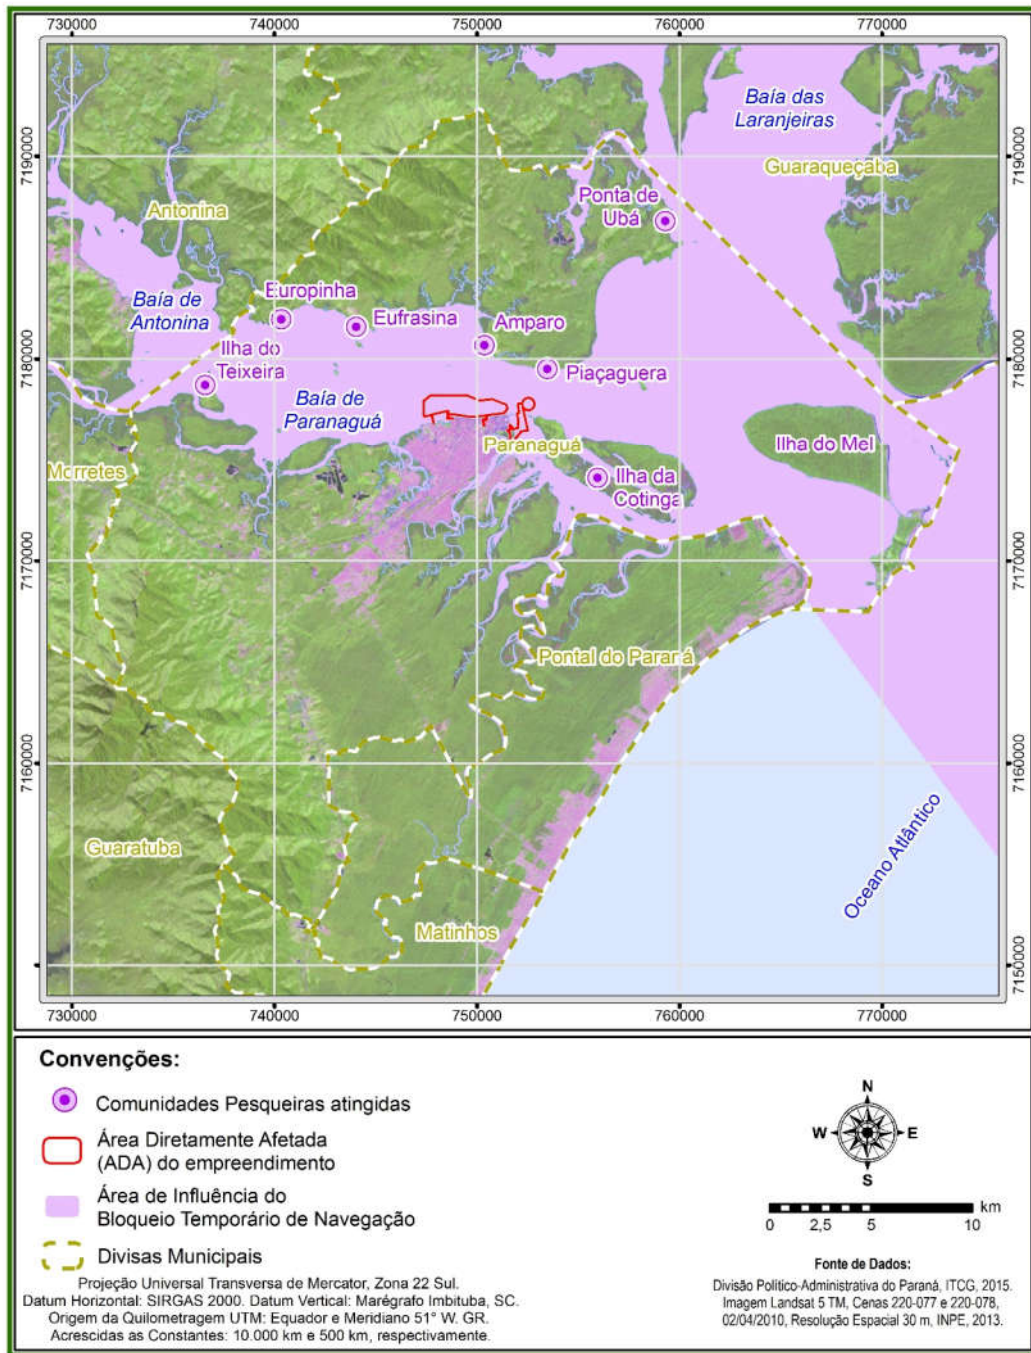 730000
740000
750000
760000
770000
7190000
7190000
Baía das
Laranjeiras
Guaraqueçaba
Ponta de
Ubá
Antonina
Europinha
Baía de
Antonina
Eufrasina
Amparo
7180000
7180000
Ilha do
Teixeira
Piaçaguera
Baía de
Paranaguá
Paranaguá
Ilha do Mel
Morretes
Ilha da
Cotinga
7170000
7170000
Pontal do Paraná
7160000
7160000
Guaratuba
Oceano Atlântico
Matinhos
7150000
7150000
730000
740000
750000
760000
770000
Convenções:
Comunidades Pesqueiras atingidas
Área Diretamente Afetada
(ADA) do empreendimento
Área de Influência do
Bloqueio Temporário de Navegação
Divisas Municipais
Projeção Universal Transversa de Mercator, Zona 22 Sul.
Datum Horizontal: SIRGAS 2000. Datum Vertical: Marégrafo Imbituba, SC.
Origem da Quilometragem UTM: Equador e Meridiano 51° W. GR.
Acrescidas as Constantes: 10.000 km e 500 km, respectivamente.
N
W E
S
km
0 2,5 5 10
Fonte de Dados:
Divisão Político-Administrativa do Paraná, ITCG, 2015.
Imagem Landsat 5 TM, Cenas 220-077 e 220-078,
02/04/2010, Resolução Espacial 30 m, INPE, 2013.